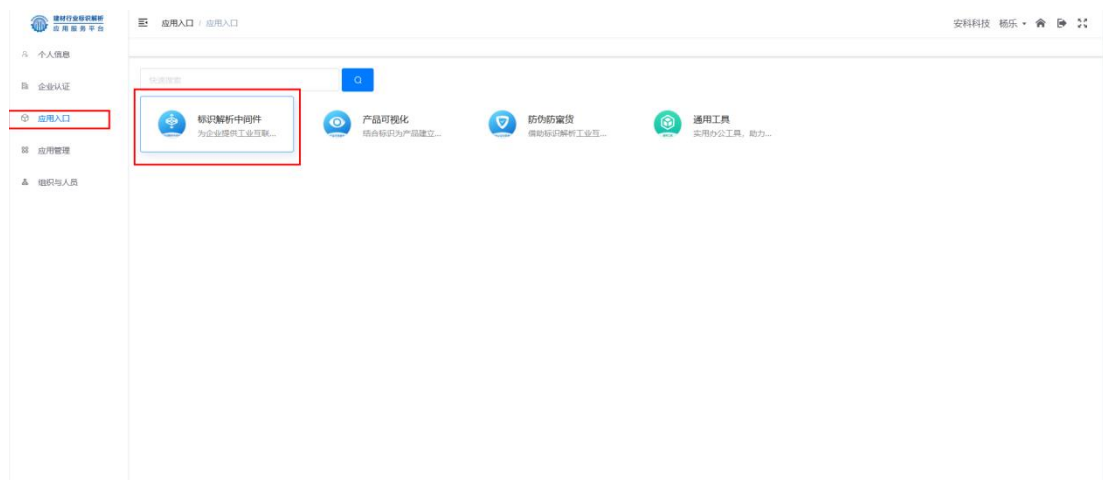 建材行业标识解析
应用服务平台
应用入口 / 应用入口
安科科技 杨乐
个人信息
企业认证
应用入口
应用管理
组织与人员
快速搜索
标识解析中间件
为企业提供工业互联...
产品可视化
结合标识为产品建立...
防伪防窜货
借助标识解析工业互...
通用工具
实用办公工具，助力...